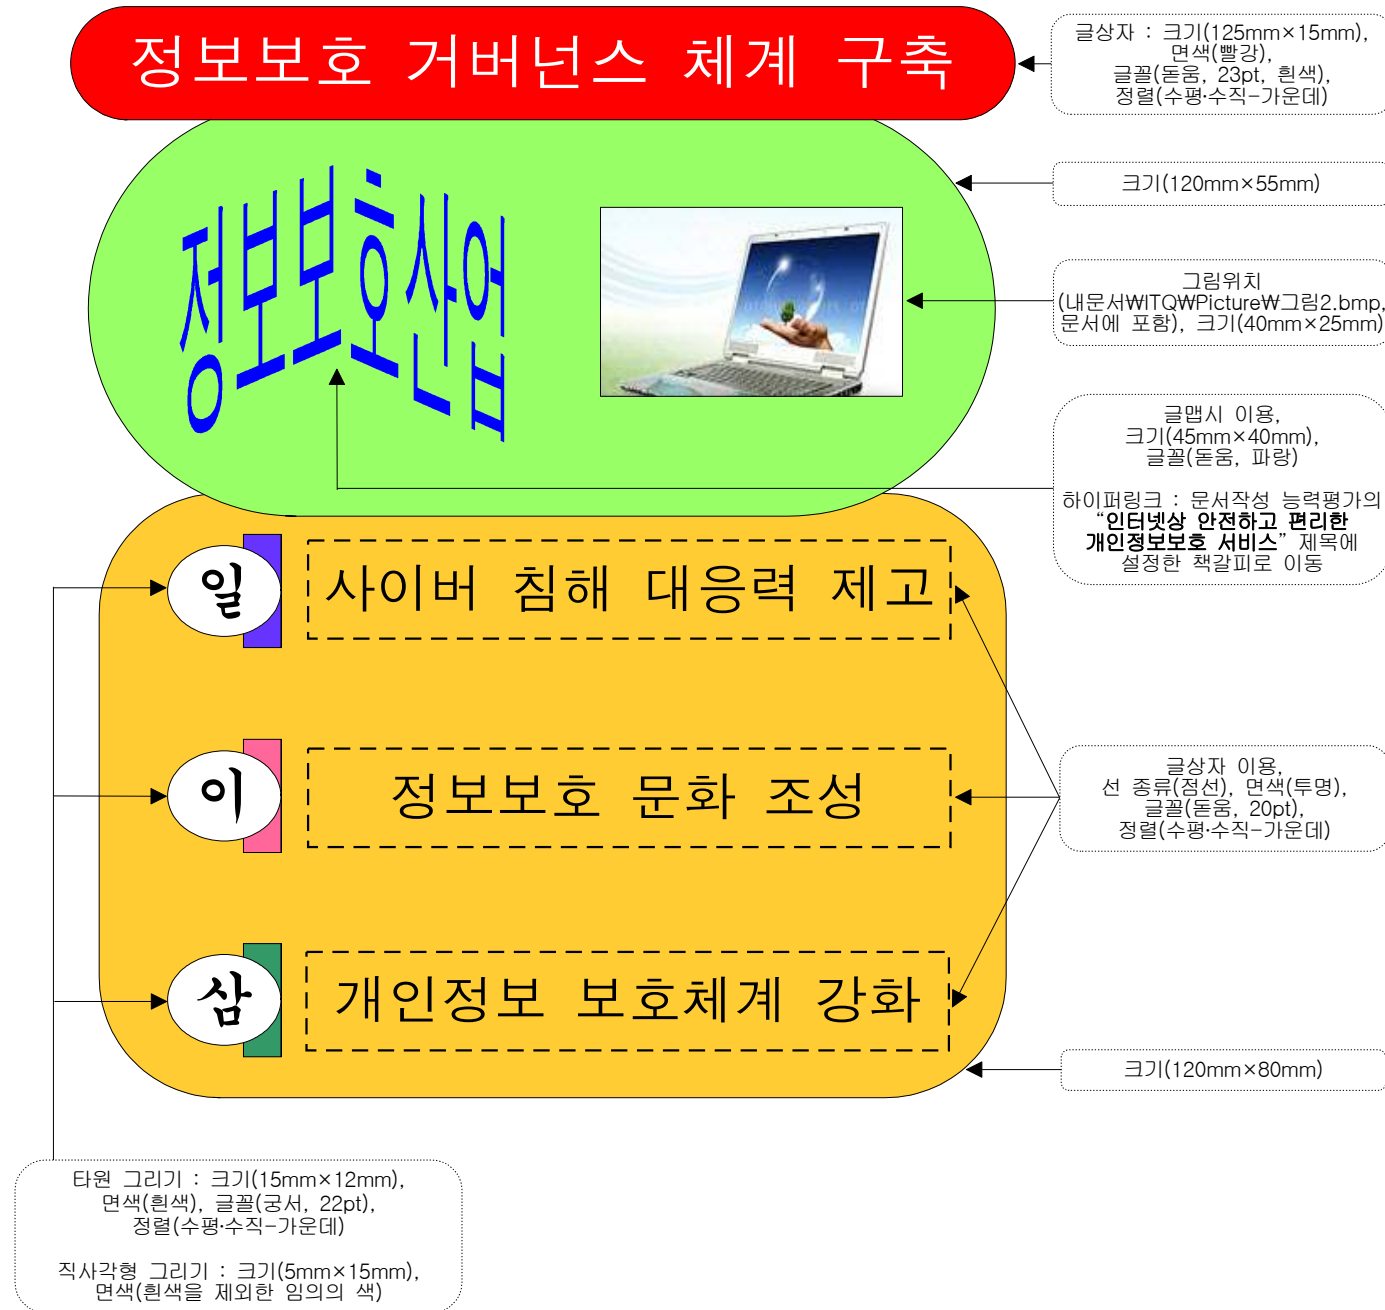 정보보호 거버넌스 체계 구축
글상자 : 크기(125mm×15mm),
면색(빨강),
글꼴(돋움, 23pt, 흰색),
정렬(수평·수직-가운데)
정보보호산업
크기(120mm×55mm)
그림위치
(내문서₩ITQ₩Picture₩그림2.bmp,
문서에 포함), 크기(40mm×25mm)
글맵시 이용,
크기(45mm×40mm),
글꼴(돋움, 파랑)
하이퍼링크 : 문서작성 능력평가의
“인터넷상 안전하고 편리한
개인정보보호 서비스” 제목에
설정한 책갈피로 이동
일
사이버 침해 대응력 제고
이
정보보호 문화 조성
글상자 이용,
선 종류(점선), 면색(투명),
글꼴(돋움, 20pt),
정렬(수평·수직-가운데)
삼
개인정보 보호체계 강화
크기(120mm×80mm)
타원 그리기 : 크기(15mm×12mm),
면색(흰색), 글꼴(궁서, 22pt),
정렬(수평·수직-가운데)
직사각형 그리기 : 크기(5mm×15mm),
면색(흰색을 제외한 임의의 색)